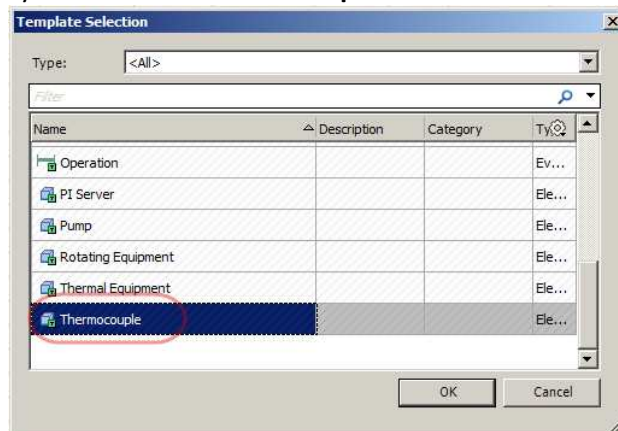 Template Selection
Type: <All>
Filter
Name Description Category Ty
Operation Ev...
PI Server Ele...
Pump Ele...
Rotating Equipment Ele...
Thermal Equipment Ele...
Thermocouple Ele...
OK Cancel